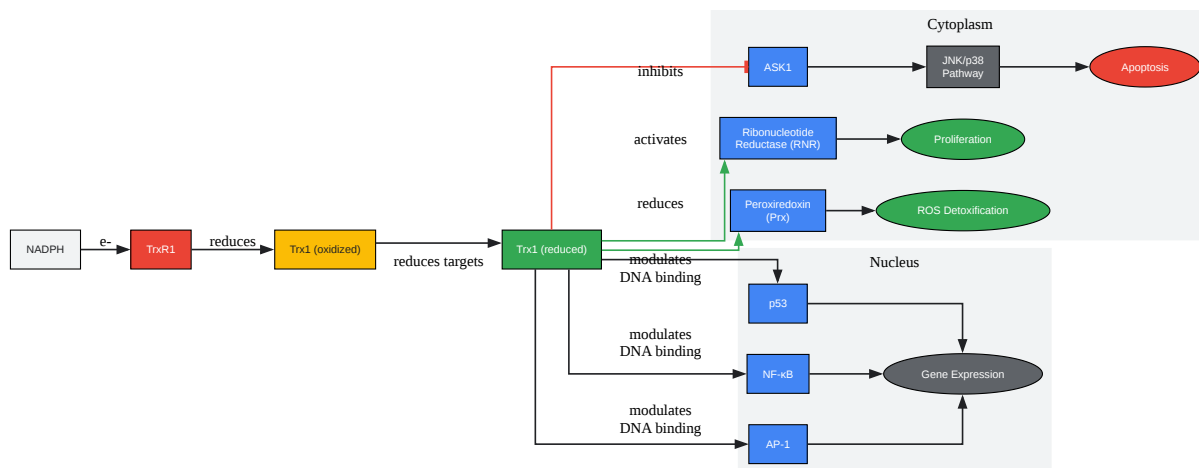 Cytoplasm
inhibits
ASK1
JNK/p38
Pathway
Apoptosis
activates
Ribonucleotide
Reductase (RNR)
Proliferation
reduces
Peroxiredoxin
(Prx)
ROS Detoxification
NADPH
e-
TrxR1
reduces
Trx1 (oxidized)
reduces targets
Trx1 (reduced)
Nucleus
modulates
DNA binding
p53
modulates
DNA binding
NF-κB
Gene Expression
modulates
DNA binding
AP-1